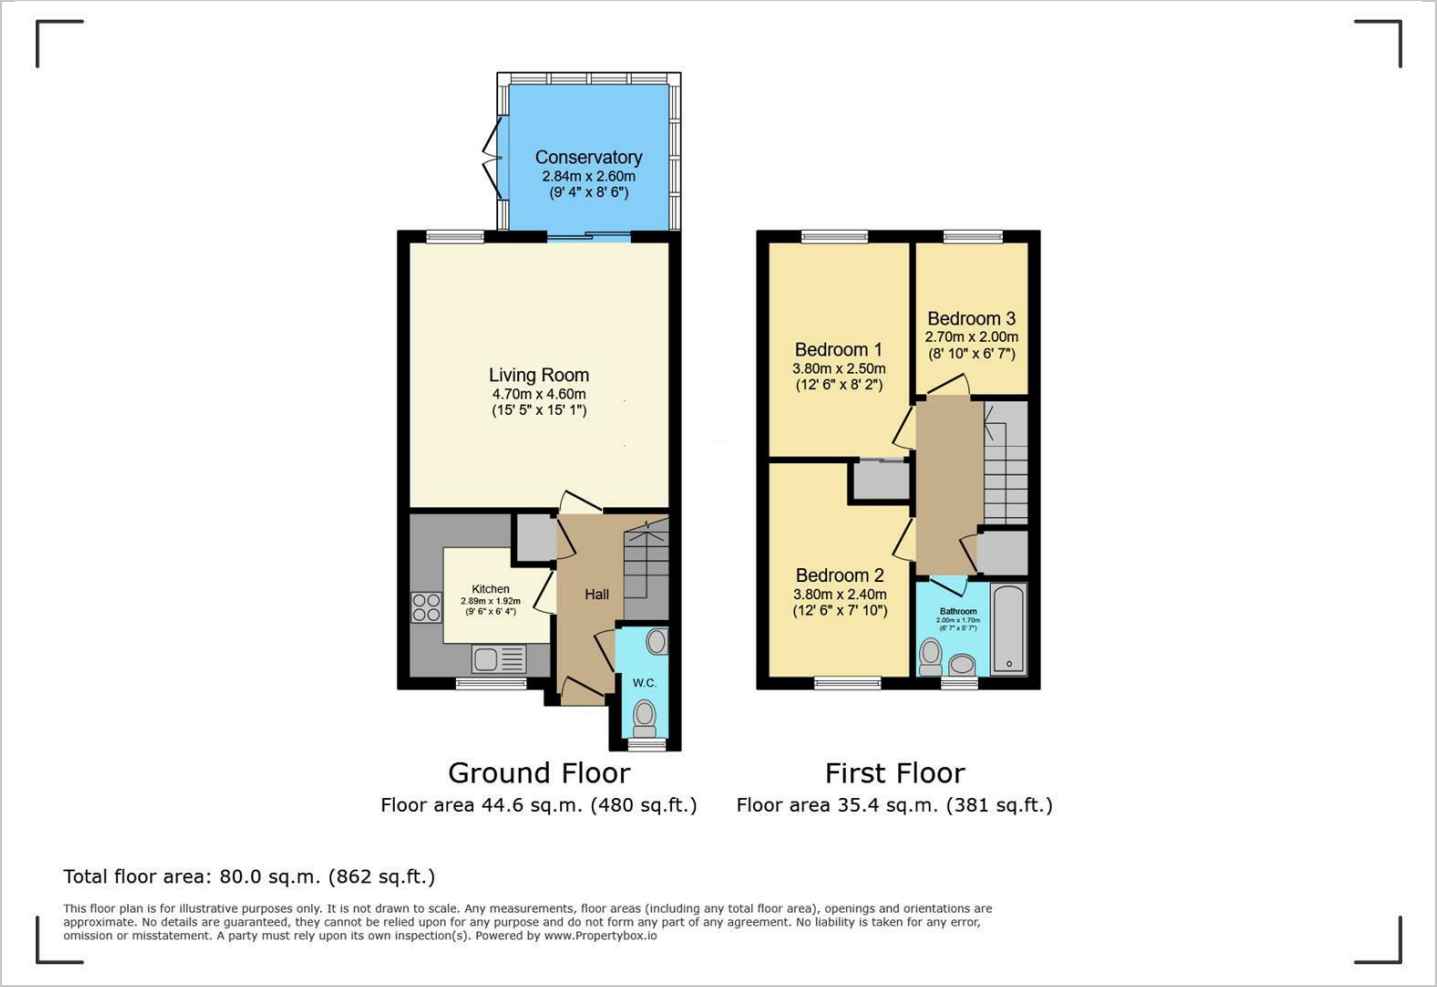 Conservatory
2.84m x 2.60m
(9' 4" x 8' 6")
Living Room
4.70m x 4.60m
(15' 5" x 15' 1")
Kitchen
2.89m x 1.92m
(9' 6" x 6' 4")
Hall
W.C.
Ground Floor
Floor area 44.6 sq.m. (480 sq.ft.)
Bedroom 1
3.80m x 2.50m
(12' 6" x 8' 2")
Bedroom 3
2.70m x 2.00m
(8' 10" x 6' 7")
Bedroom 2
3.80m x 2.40m
(12' 6" x 7' 10")
Bathroom
2.00m x 1.70m
(6' 7" x 5' 7")
First Floor
Floor area 35.4 sq.m. (381 sq.ft.)
Total floor area: 80.0 sq.m. (862 sq.ft.)
This floor plan is for illustrative purposes only. It is not drawn to scale. Any measurements, floor areas (including any total floor area), openings and orientations are
approximate. No details are guaranteed, they cannot be relied upon for any purpose and do not form any part of any agreement. No liability is taken for any error,
omission or misstatement. A party must rely upon its own inspection(s). Powered by www.Propertybox.io